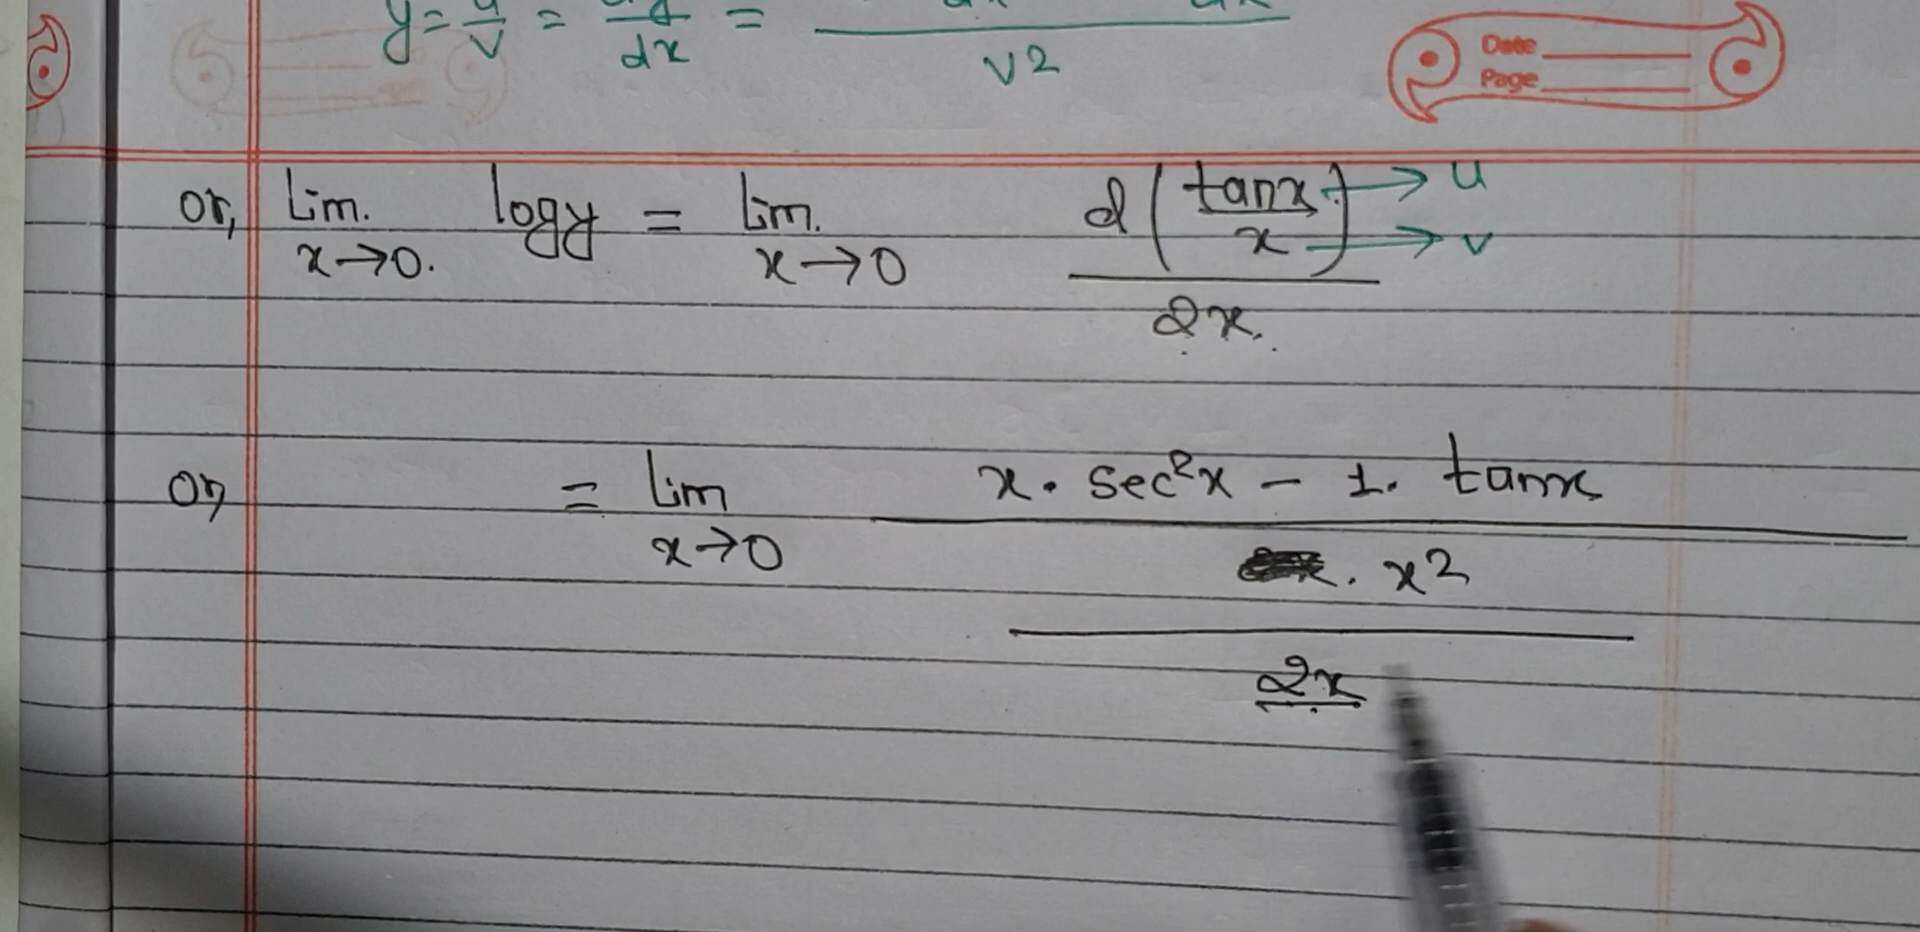 y = u/v = dy/dx = / v2
Date
Page
or, Lim. x→0. logy = Lim. x→0 d(tanx/x)/2x. → u → v
or = lim x→0 x. sec²x - 1. tanx / . x2 / 2x